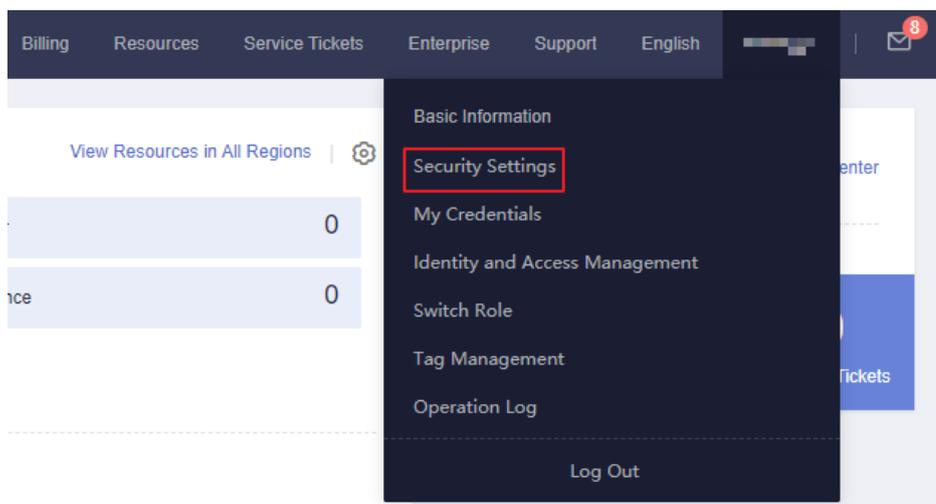 Billing Resources Service Tickets Enterprise Support English 8
Basic Information
View Resources in All Regions
Security Settings
enter
My Credentials
0
Identity and Access Management
nce 0
Switch Role
Tag Management
Tickets
Operation Log
Log Out